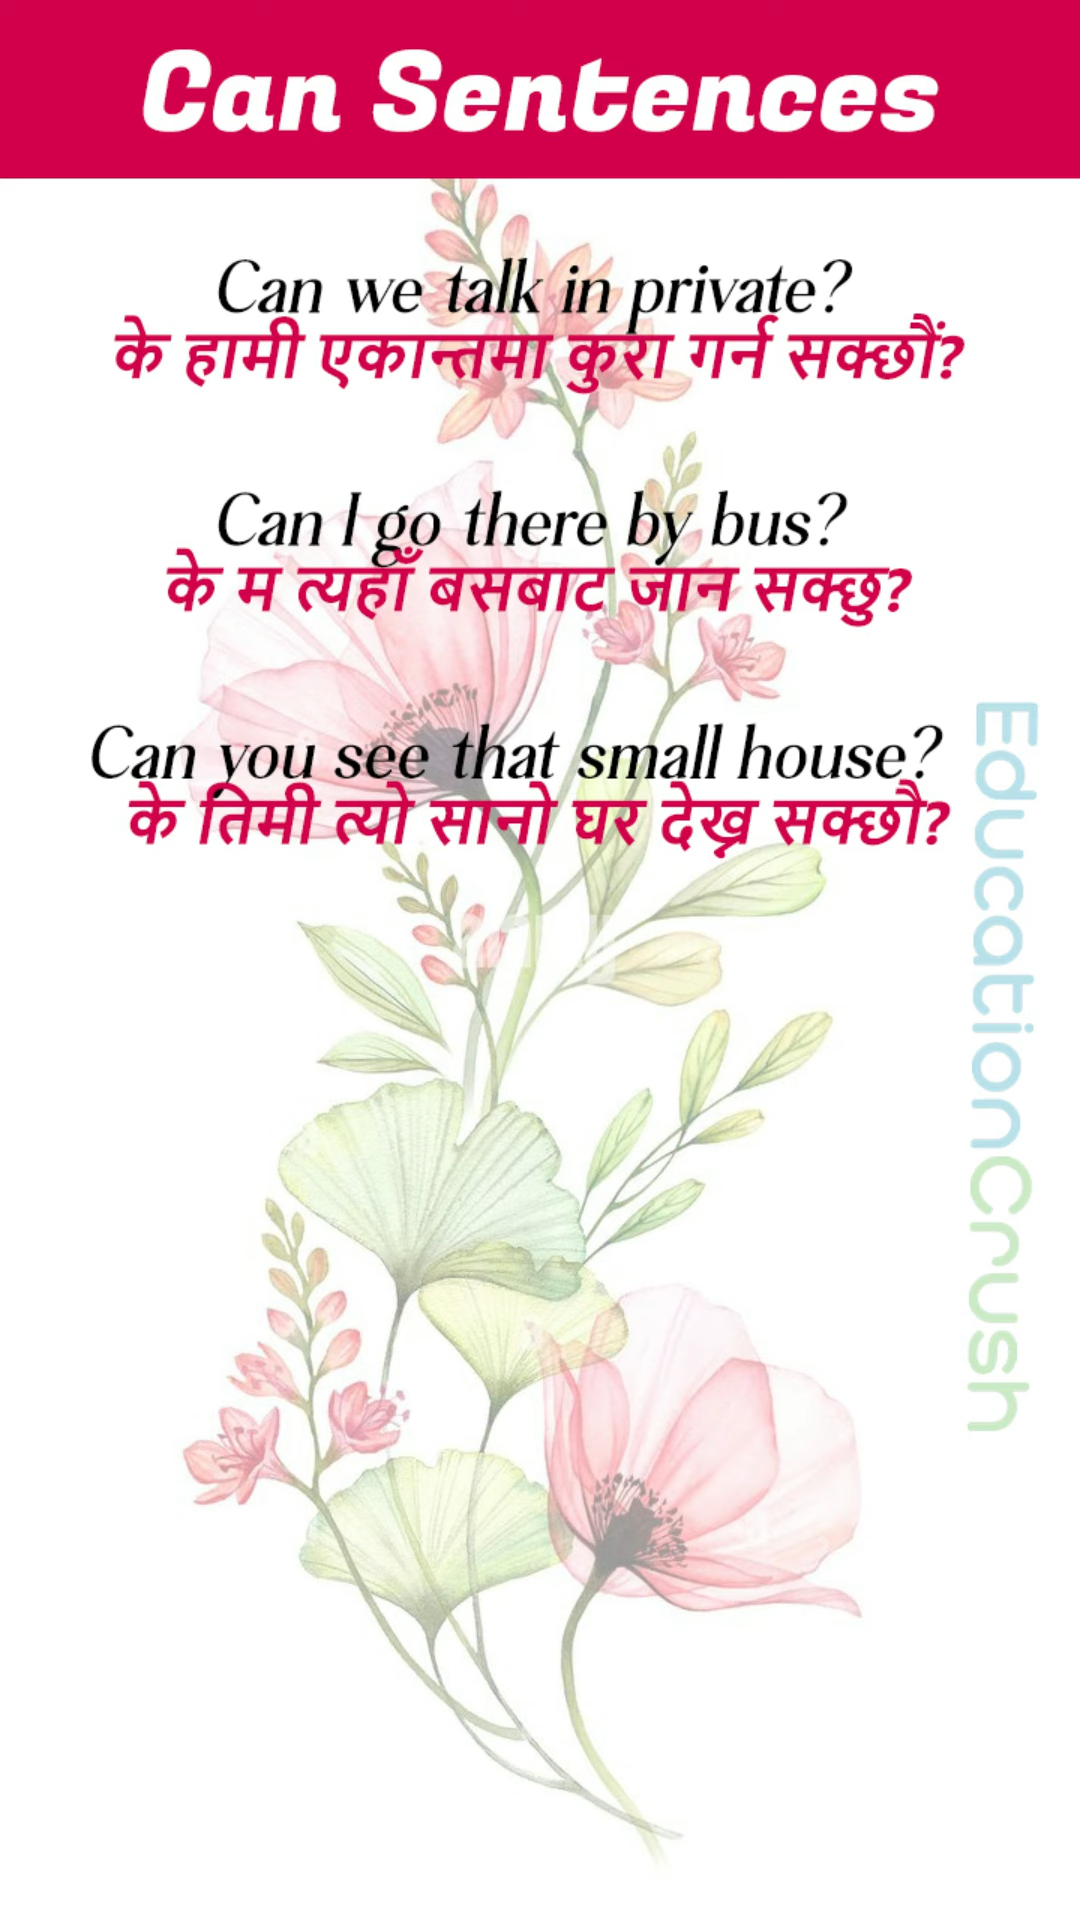 Can Sentences
Can we talk in private?
के हामी एकान्तमा कुरा गर्न सक्छौं?
Can I go there by bus?
के म त्यहाँ बसबाट जान सक्छु?
Can you see that small house?
के तिमी त्यो सानो घर देख्न सक्छौ?
EducationCrush